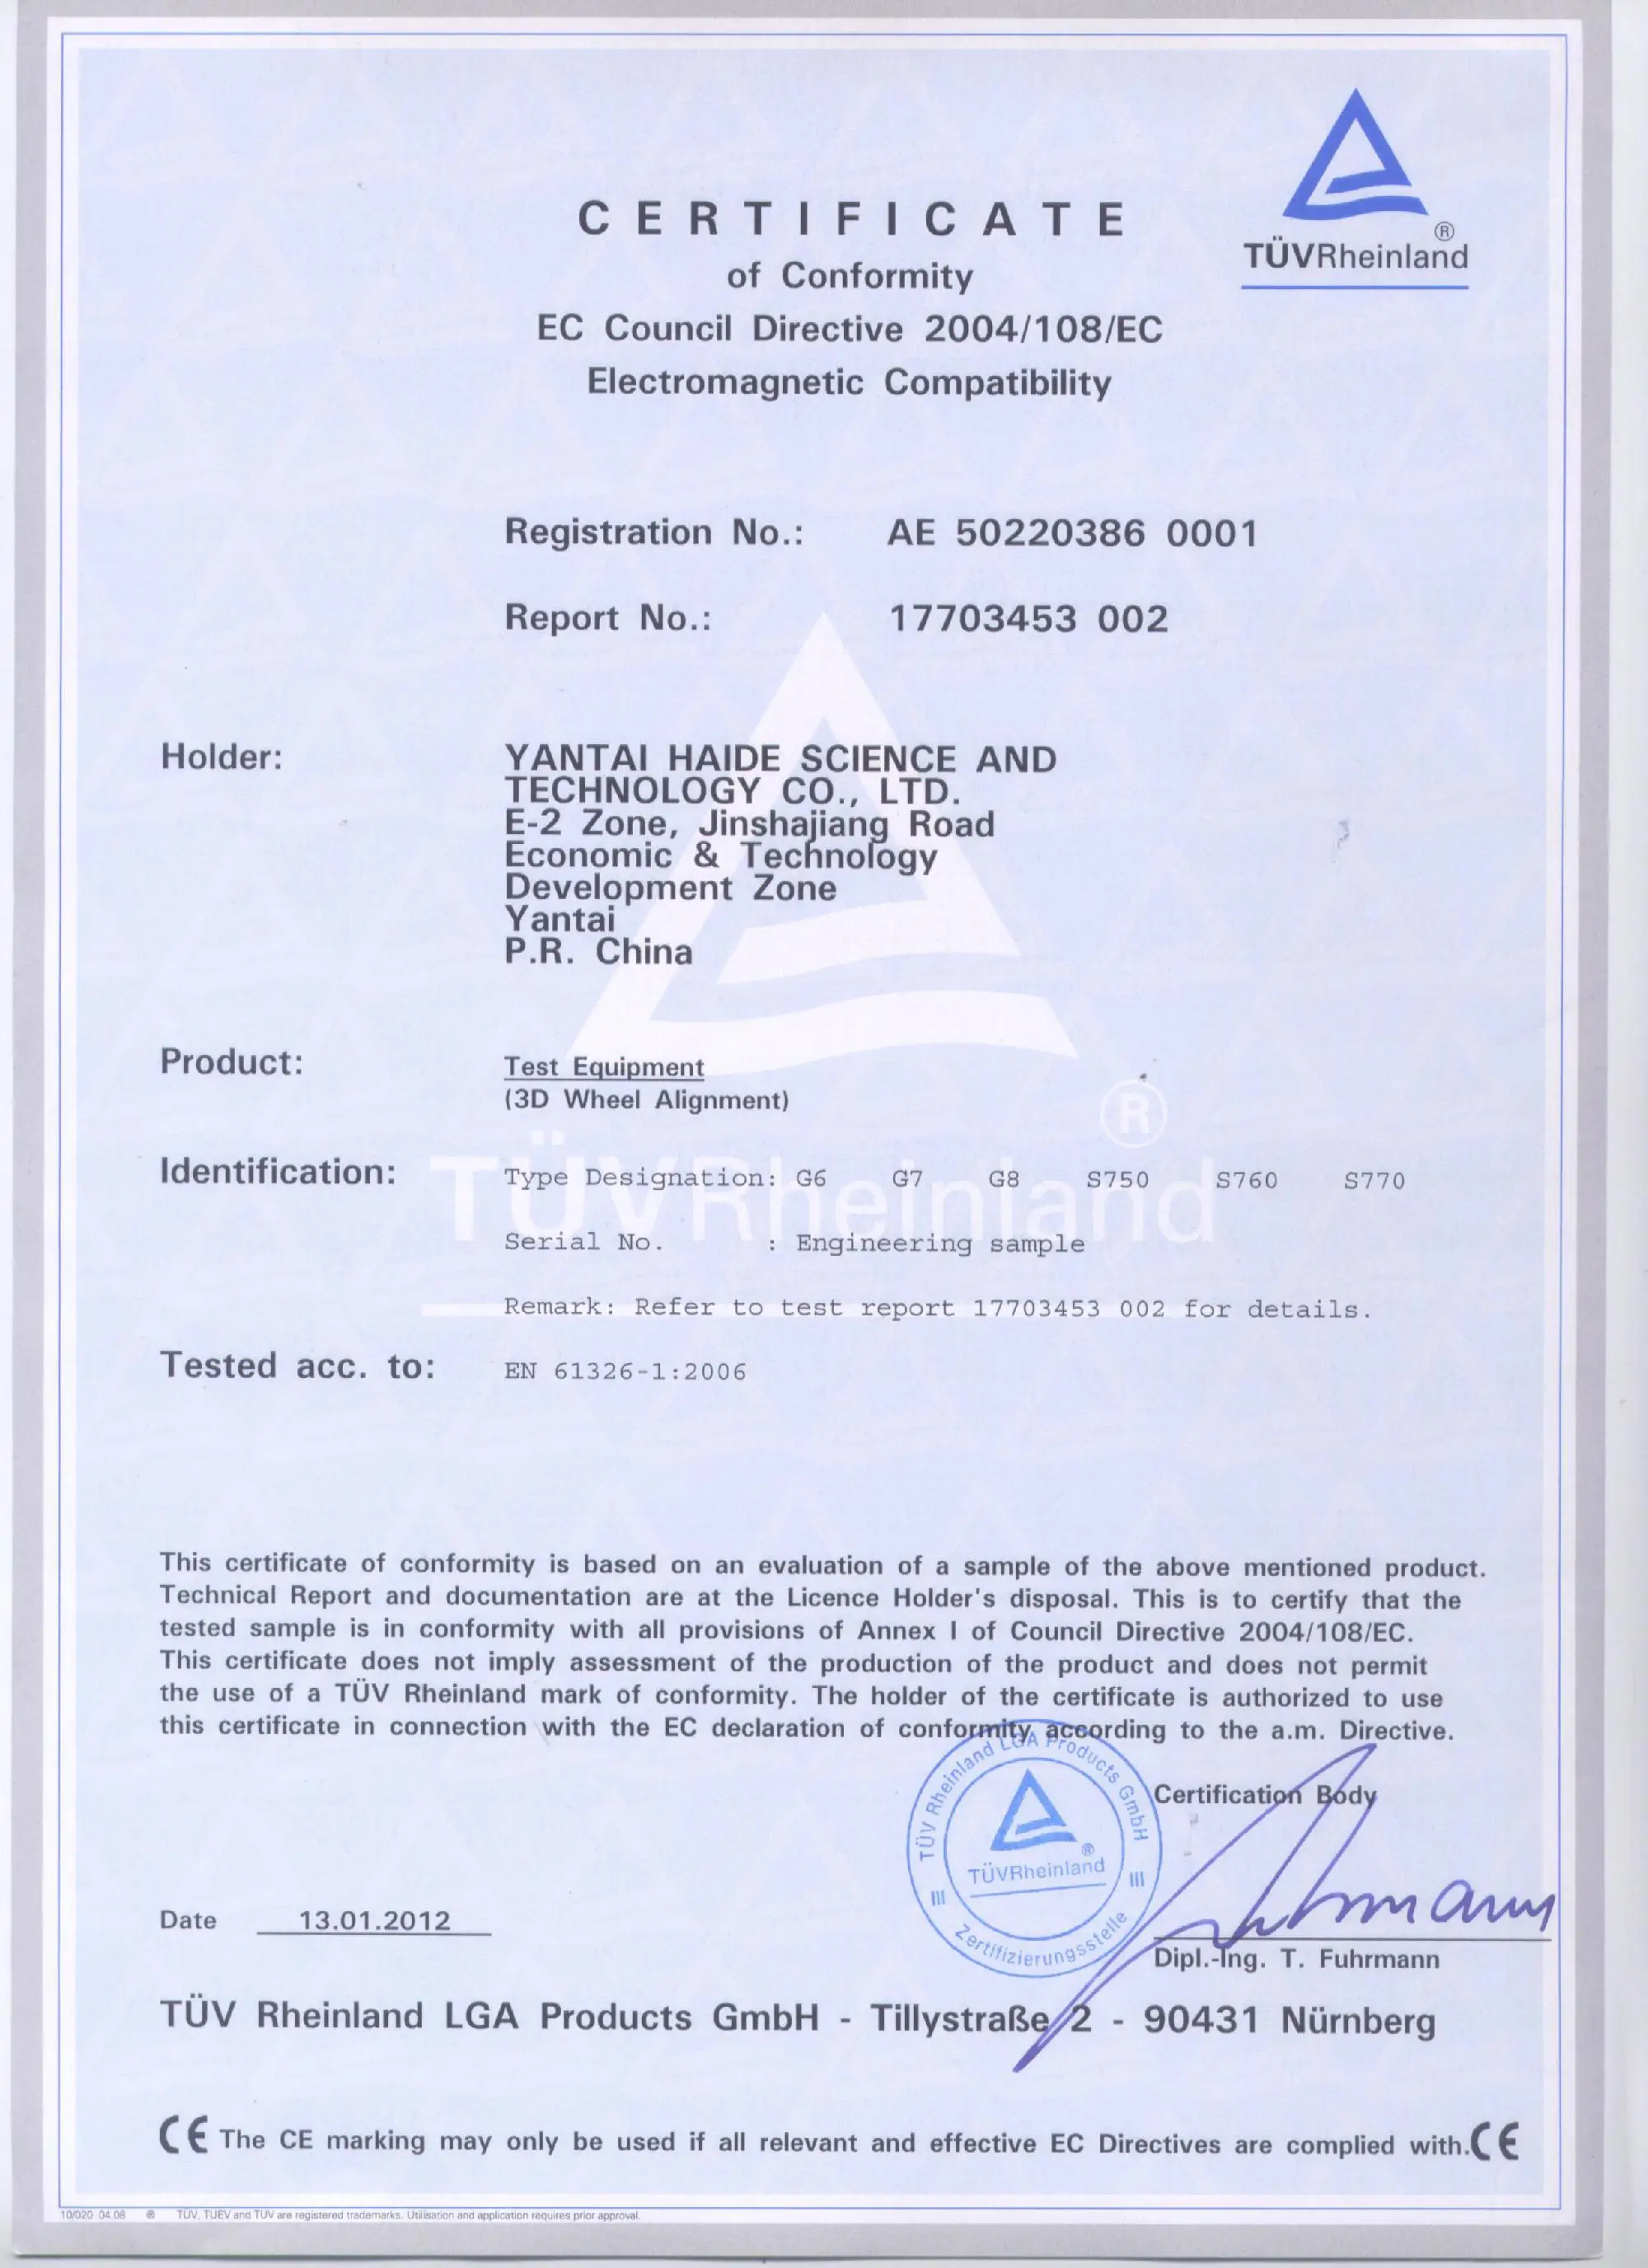 CERTIFICATE
of Conformity
EC Council Directive 2004/108/EC
Electromagnetic Compatibility
®
TÜVRheinland
Registration No.: AE 50220386 0001
Report No.: 17703453 002
Holder: YANTAI HAIDE SCIENCE AND
TECHNOLOGY CO., LTD.
E-2 Zone, Jinshajiang Road
Economic & Technology
Development Zone
Yantai
P.R. China
Product: Test Equipment
(3D Wheel Alignment)
®
TÜVRheinland
Identification: Type Designation: G6 G7 G8 S750 S760 S770
Serial No. : Engineering sample
Remark: Refer to test report 17703453 002 for details.
Tested acc. to: EN 61326-1:2006
This certificate of conformity is based on an evaluation of a sample of the above mentioned product.
Technical Report and documentation are at the Licence Holder's disposal. This is to certify that the
tested sample is in conformity with all provisions of Annex I of Council Directive 2004/108/EC.
This certificate does not imply assessment of the production of the product and does not permit
the use of a TÜV Rheinland mark of conformity. The holder of the certificate is authorized to use
this certificate in connection with the EC declaration of conformity according to the a.m. Directive.
TÜV Rheinland LGA Products GmbH
®
TÜVRheinland
Zertifizierungsstelle
Certification Body
Date 13.01.2012
Fuhrmann
Dipl.-Ing. T. Fuhrmann
TÜV Rheinland LGA Products GmbH - Tillystraße 2 - 90431 Nürnberg
CE The CE marking may only be used if all relevant and effective EC Directives are complied with. CE
10/020 04.08 ® TÜV, TUEV and TUV are registered trademarks. Utilisation and application requires prior approval.